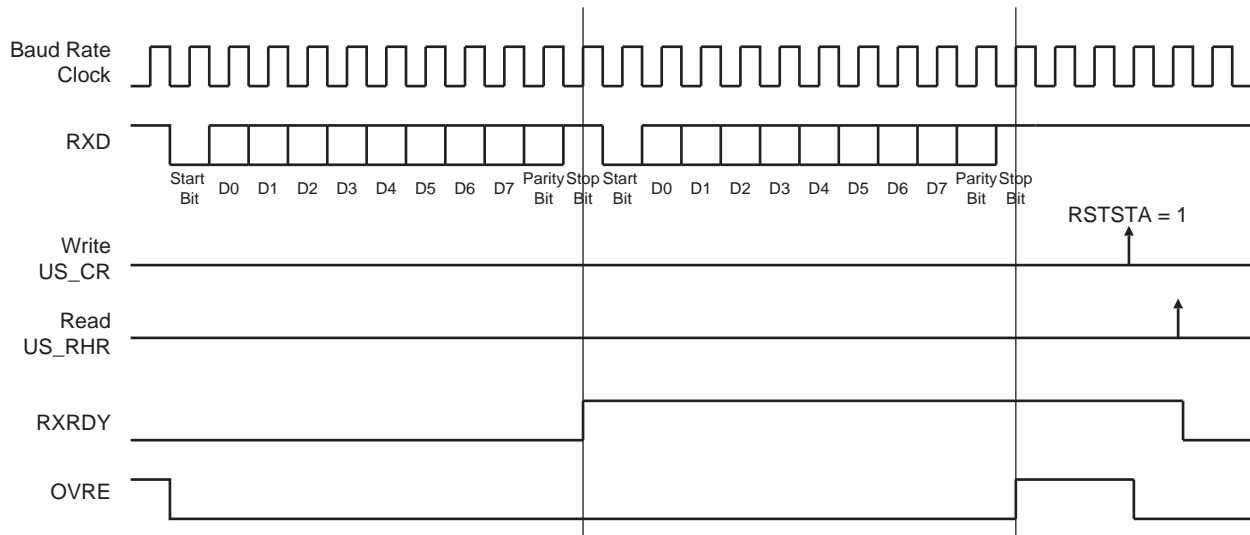 Baud Rate
Clock
RXD
Start
Bit
D0 D1 D2 D3 D4 D5 D6 D7
Parity
Bit
Stop
Bit
Start
Bit
D0 D1 D2 D3 D4 D5 D6 D7
Parity
Bit
Stop
Bit
RSTSTA = 1
Write
US_CR
Read
US_RHR
RXRDY
OVRE